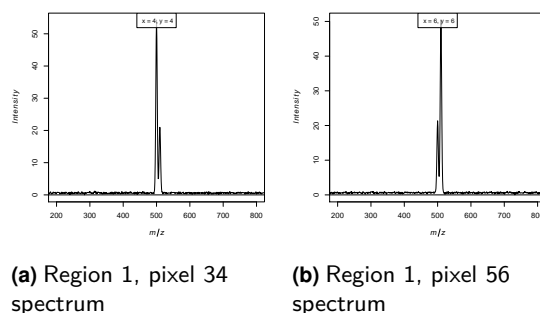 x = 4, y = 4
Intensity
0 10 20 30 40 50
200 300 400 500 600 700 800
m/z
(a) Region 1, pixel 34
spectrum
x = 6, y = 6
Intensity
0 10 20 30 40 50
200 300 400 500 600 700 800
m/z
(b) Region 1, pixel 56
spectrum